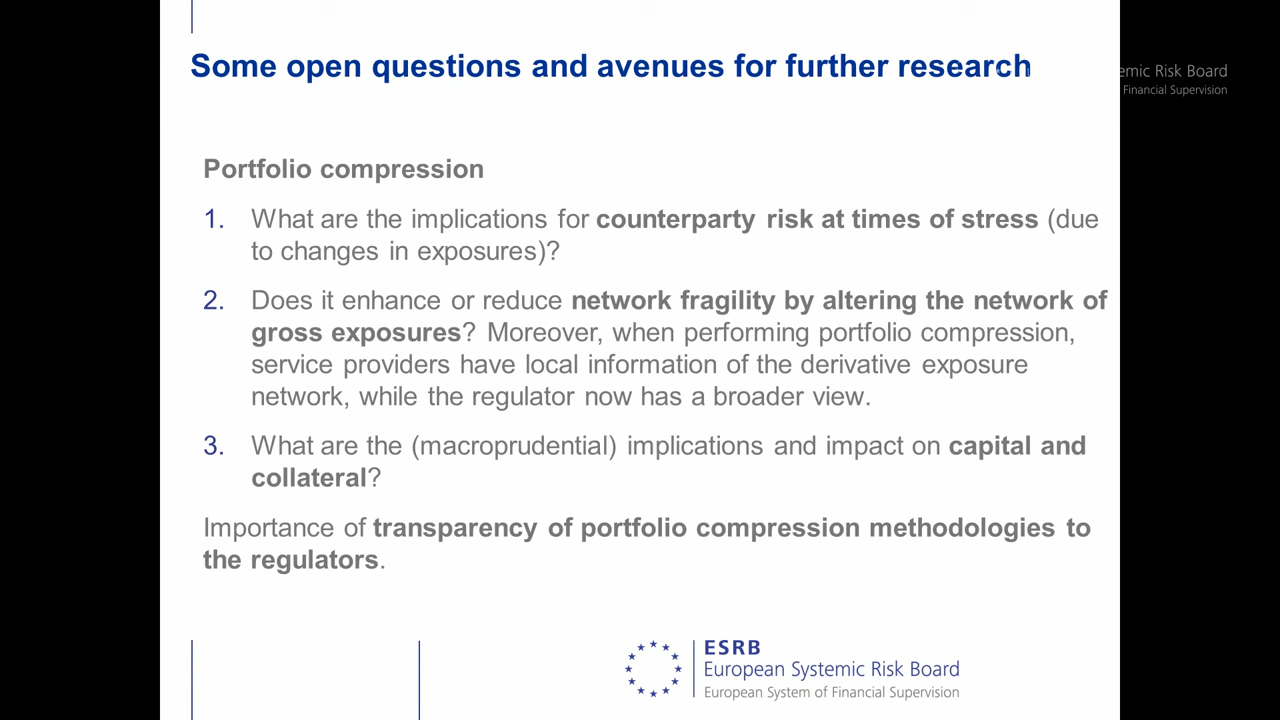 Some open questions and avenues for further research
emic Risk Board
Financial Supervision
Portfolio compression
1. What are the implications for counterparty risk at times of stress (due
to changes in exposures)?
2. Does it enhance or reduce network fragility by altering the network of
gross exposures? Moreover, when performing portfolio compression,
service providers have local information of the derivative exposure
network, while the regulator now has a broader view.
3. What are the (macroprudential) implications and impact on capital and
collateral?
Importance of transparency of portfolio compression methodologies to
the regulators.
ESRB
European Systemic Risk Board
European System of Financial Supervision